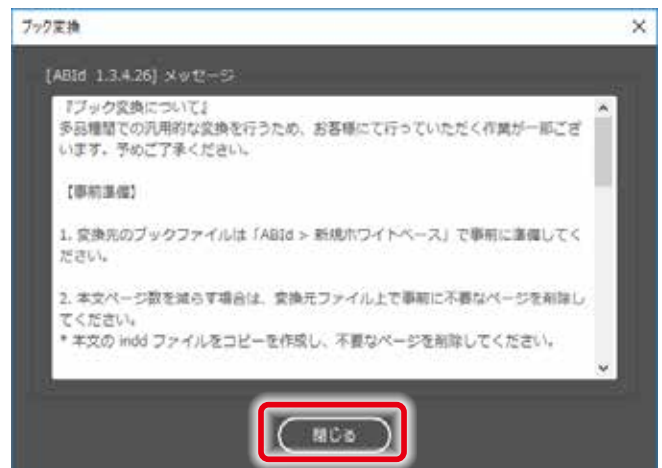 ブック変換
[ABId 1.3.4.26] メッセージ
『ブック変換について』
多品種間での汎用的な変換を行うため、お客様にて行っていただく作業が一部ござ
います。予めご了承ください。
【事前準備】
1. 変換先のブックファイルは「ABId > 新規ホワイトベース」で事前に準備してく
ださい。
2. 本文ページ数を減らす場合は、変換元ファイル上で事前に不要なページを削除し
てください。
* 本文の indd ファイルをコピーを作成し、不要なページを削除してください。
閉じる